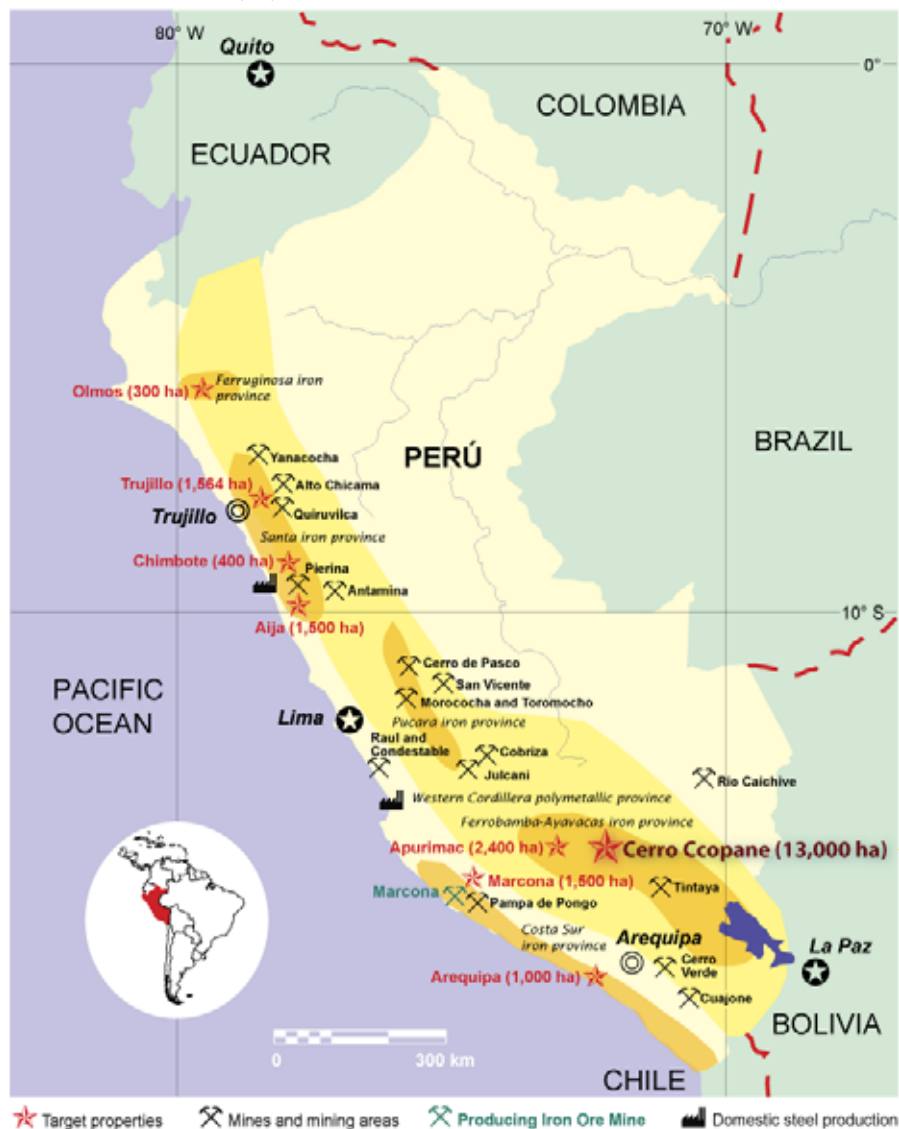 80° W
70° W
Quito
0°
COLOMBIA
ECUADOR
Olmos (300 ha)
Ferruginosa iron
province
PERÚ
BRAZIL
Yanacocha
Trujillo (1,564 ha)
Alto Chicama
Trujillo
Quiruvilca
Santa iron province
Chimbote (400 ha)
Pierina
Antamina
10° S
Aija (1,500 ha)
Cerro de Pasco
San Vicente
Morococha and Toromocho
PACIFIC
OCEAN
Lima
Pucara iron province
Raul and
Condestable
Cobriza
Julcani
Rio Caichive
Western Cordillera polymetallic province
Ferrobamba-Ayavacas iron province
Apurimac (2,400 ha)
Cerro Ccopane (13,000 ha)
Marcona (1,500 ha)
Marcona
Tintaya
Pampa de Pongo
Costa Sur
iron province
Arequipa
La Paz
Cerro
Verde
Arequipa (1,000 ha)
Cuajone
BOLIVIA
0
300 km
CHILE
Target properties
Mines and mining areas
Producing Iron Ore Mine
Domestic steel production